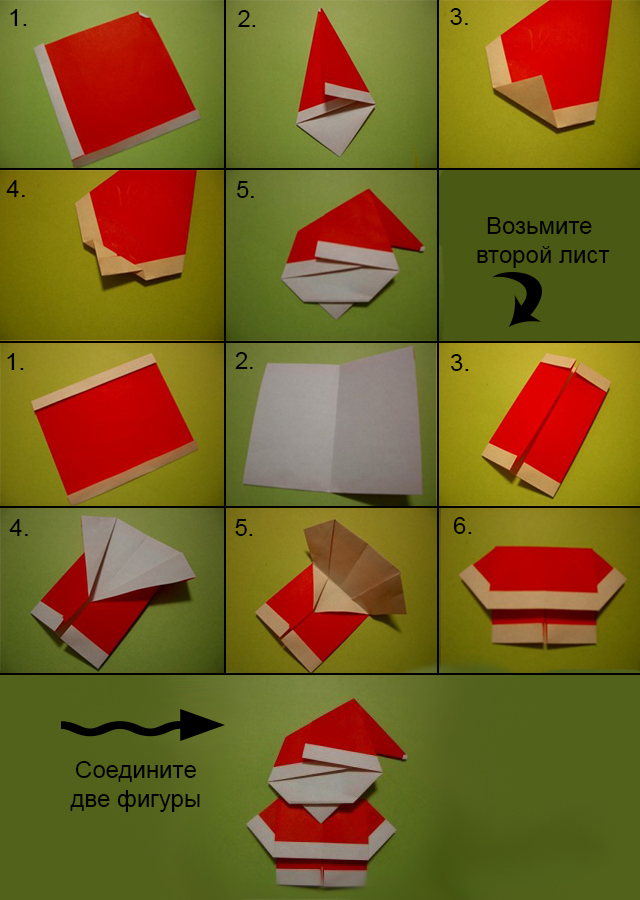 1.
2.
3.
4.
5.
Возьмите
второй лист
1.
2.
3.
4.
5.
6.
Соедините
две фигуры